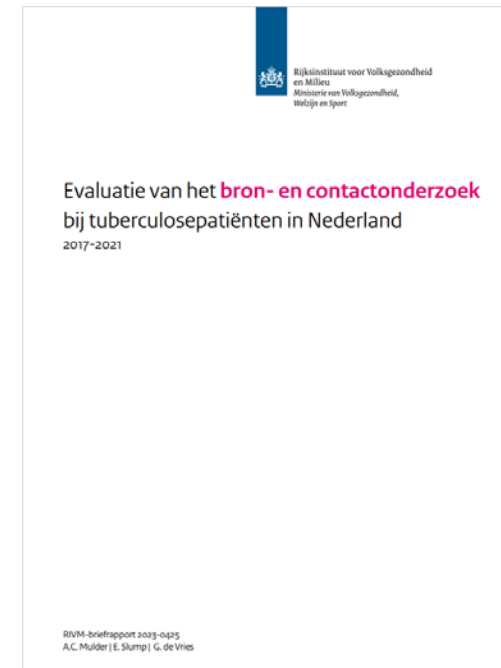 Rijksinstituut voor Volksgezondheid
en Milieu
Ministerie van Volksgezondheid,
Welzijn en Sport
Evaluatie van het bron- en contactonderzoek
bij tuberculosepatiënten in Nederland
2017-2021
RIVM-briefrapport 2023-0425
A.C. Mulder | E. Slump | G. de Vries